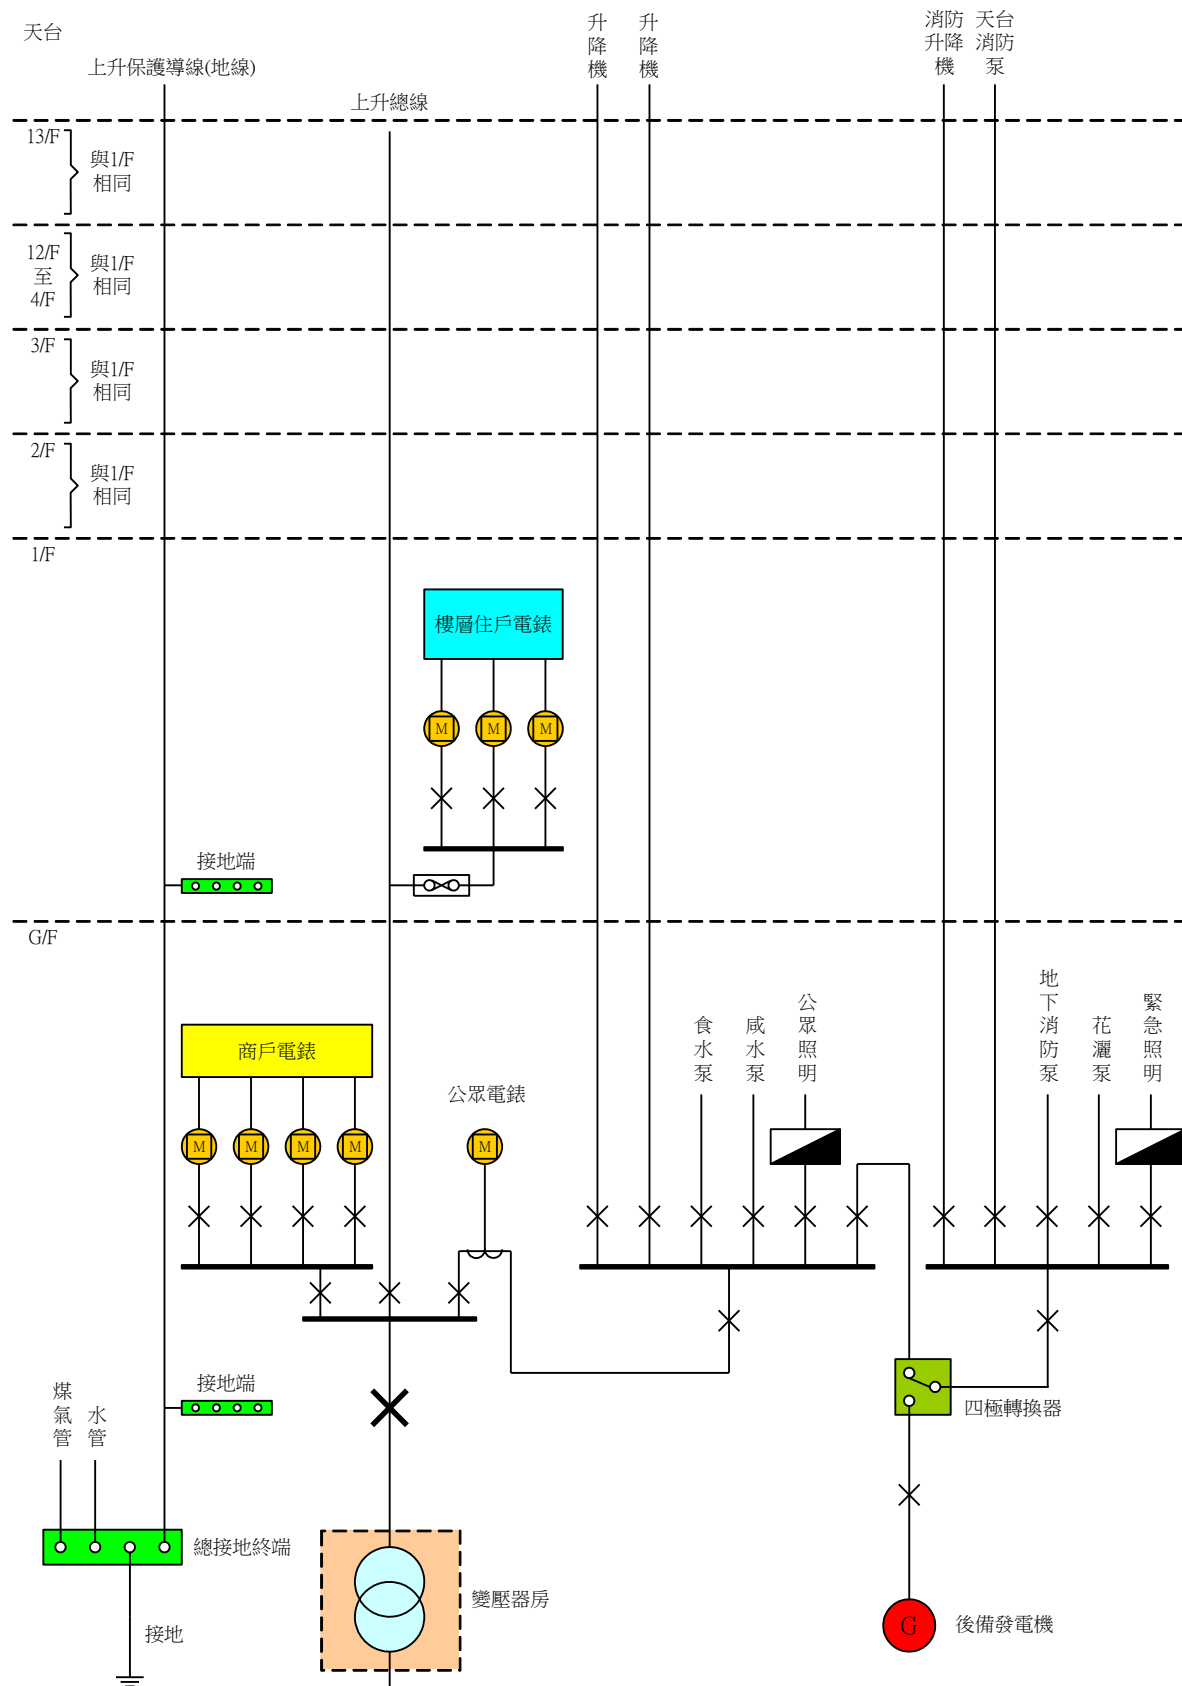 天台
上升保護導線(地線)
上升總線
升降機
升降機
消防
升降
機
天台
消防
泵
13/F
與1/F
相同
12/F
至
4/F
與1/F
相同
3/F
與1/F
相同
2/F
與1/F
相同
1/F
樓層住戶電錶
M
M
M
接地端
G/F
商戶電錶
M
M
M
M
公眾電錶
M
食水泵
咸水泵
公眾照明
地下消防泵
花灑泵
緊急照明
接地端
煤氣管
水管
四極轉換器
總接地終端
變壓器房
接地
G
後備發電機